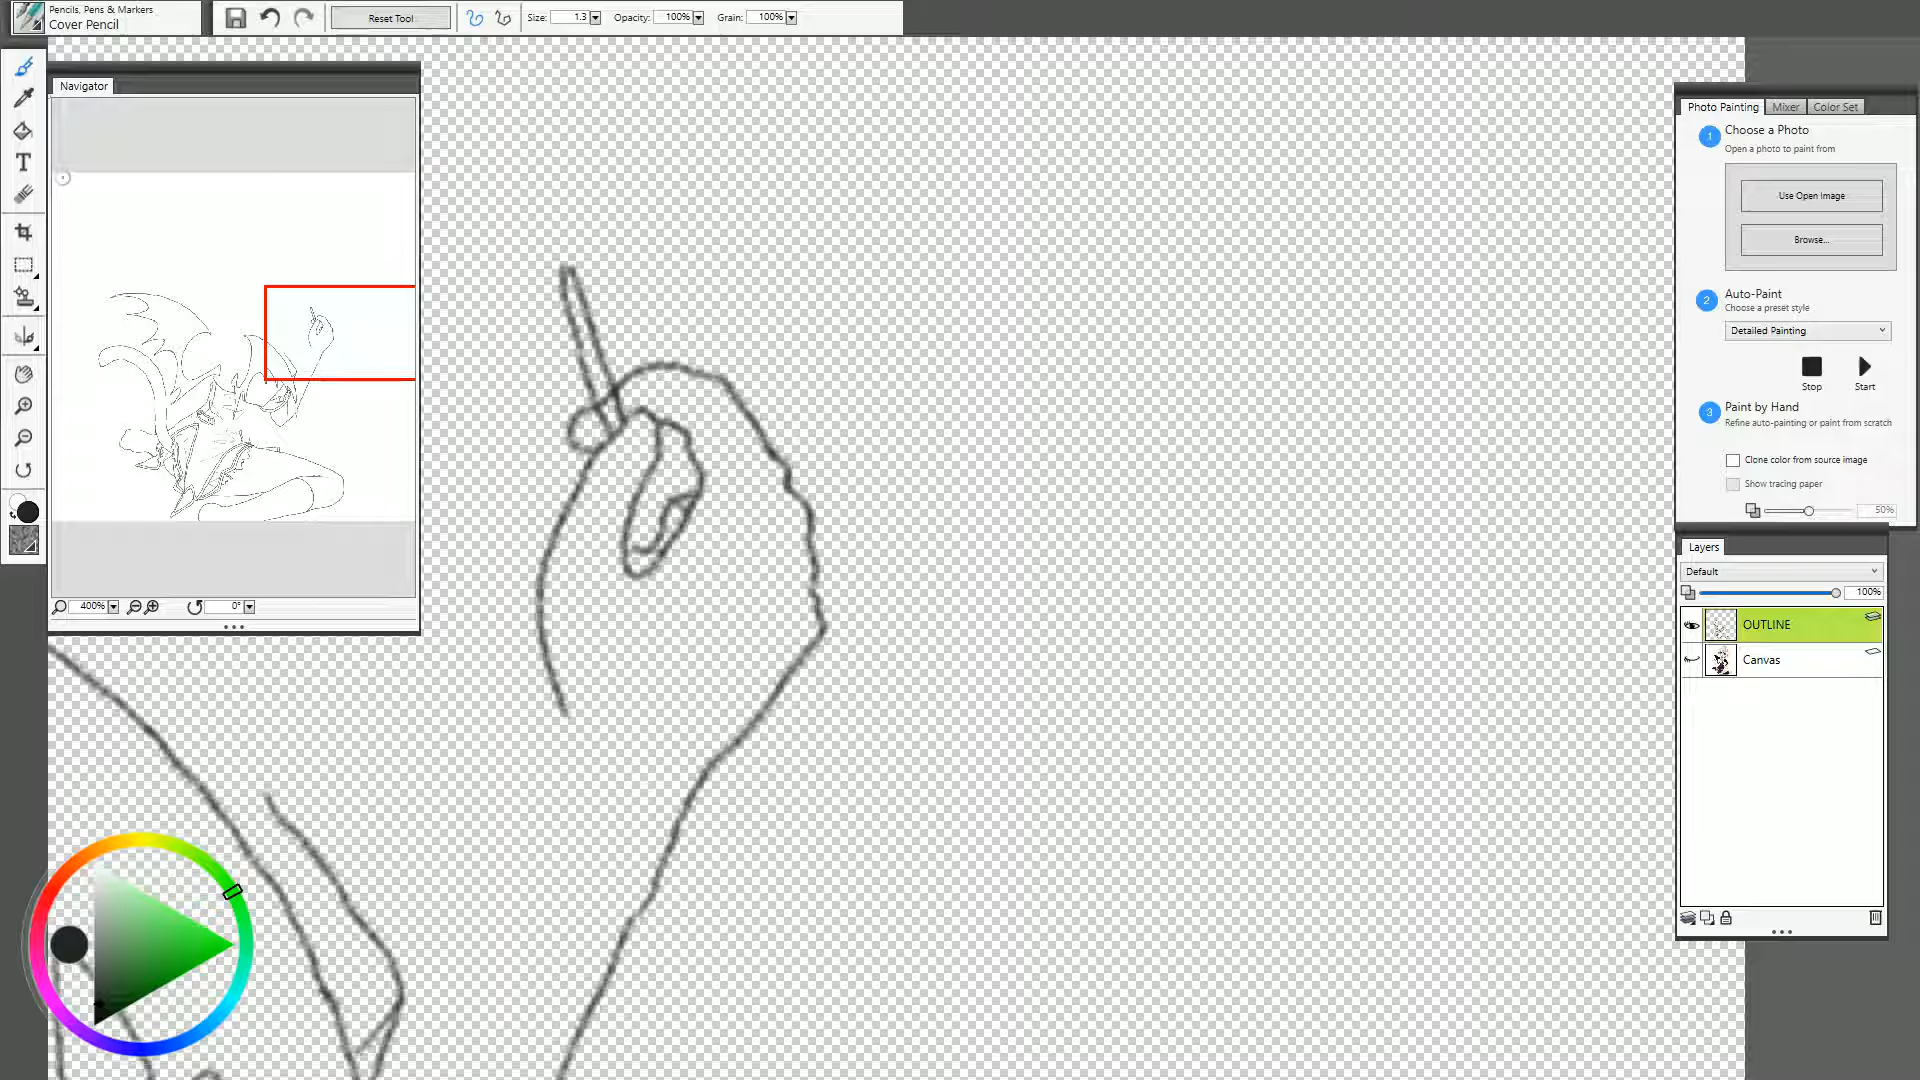 Pencils, Pens & Markers
Cover Pencil
Reset Tool
Size: 1.3
Opacity: 100%
Grain: 100%
Navigator
400%
0°
Photo Painting Mixer Color Set
1 Choose a Photo
Open a photo to paint from
Use Open Image
Browse...
2 Auto-Paint
Choose a preset style
Detailed Painting
Stop Start
3 Paint by Hand
Refine auto-painting or paint from scratch
Clone color from source image
Show tracing paper
50%
Layers
Default
100%
OUTLINE
Canvas